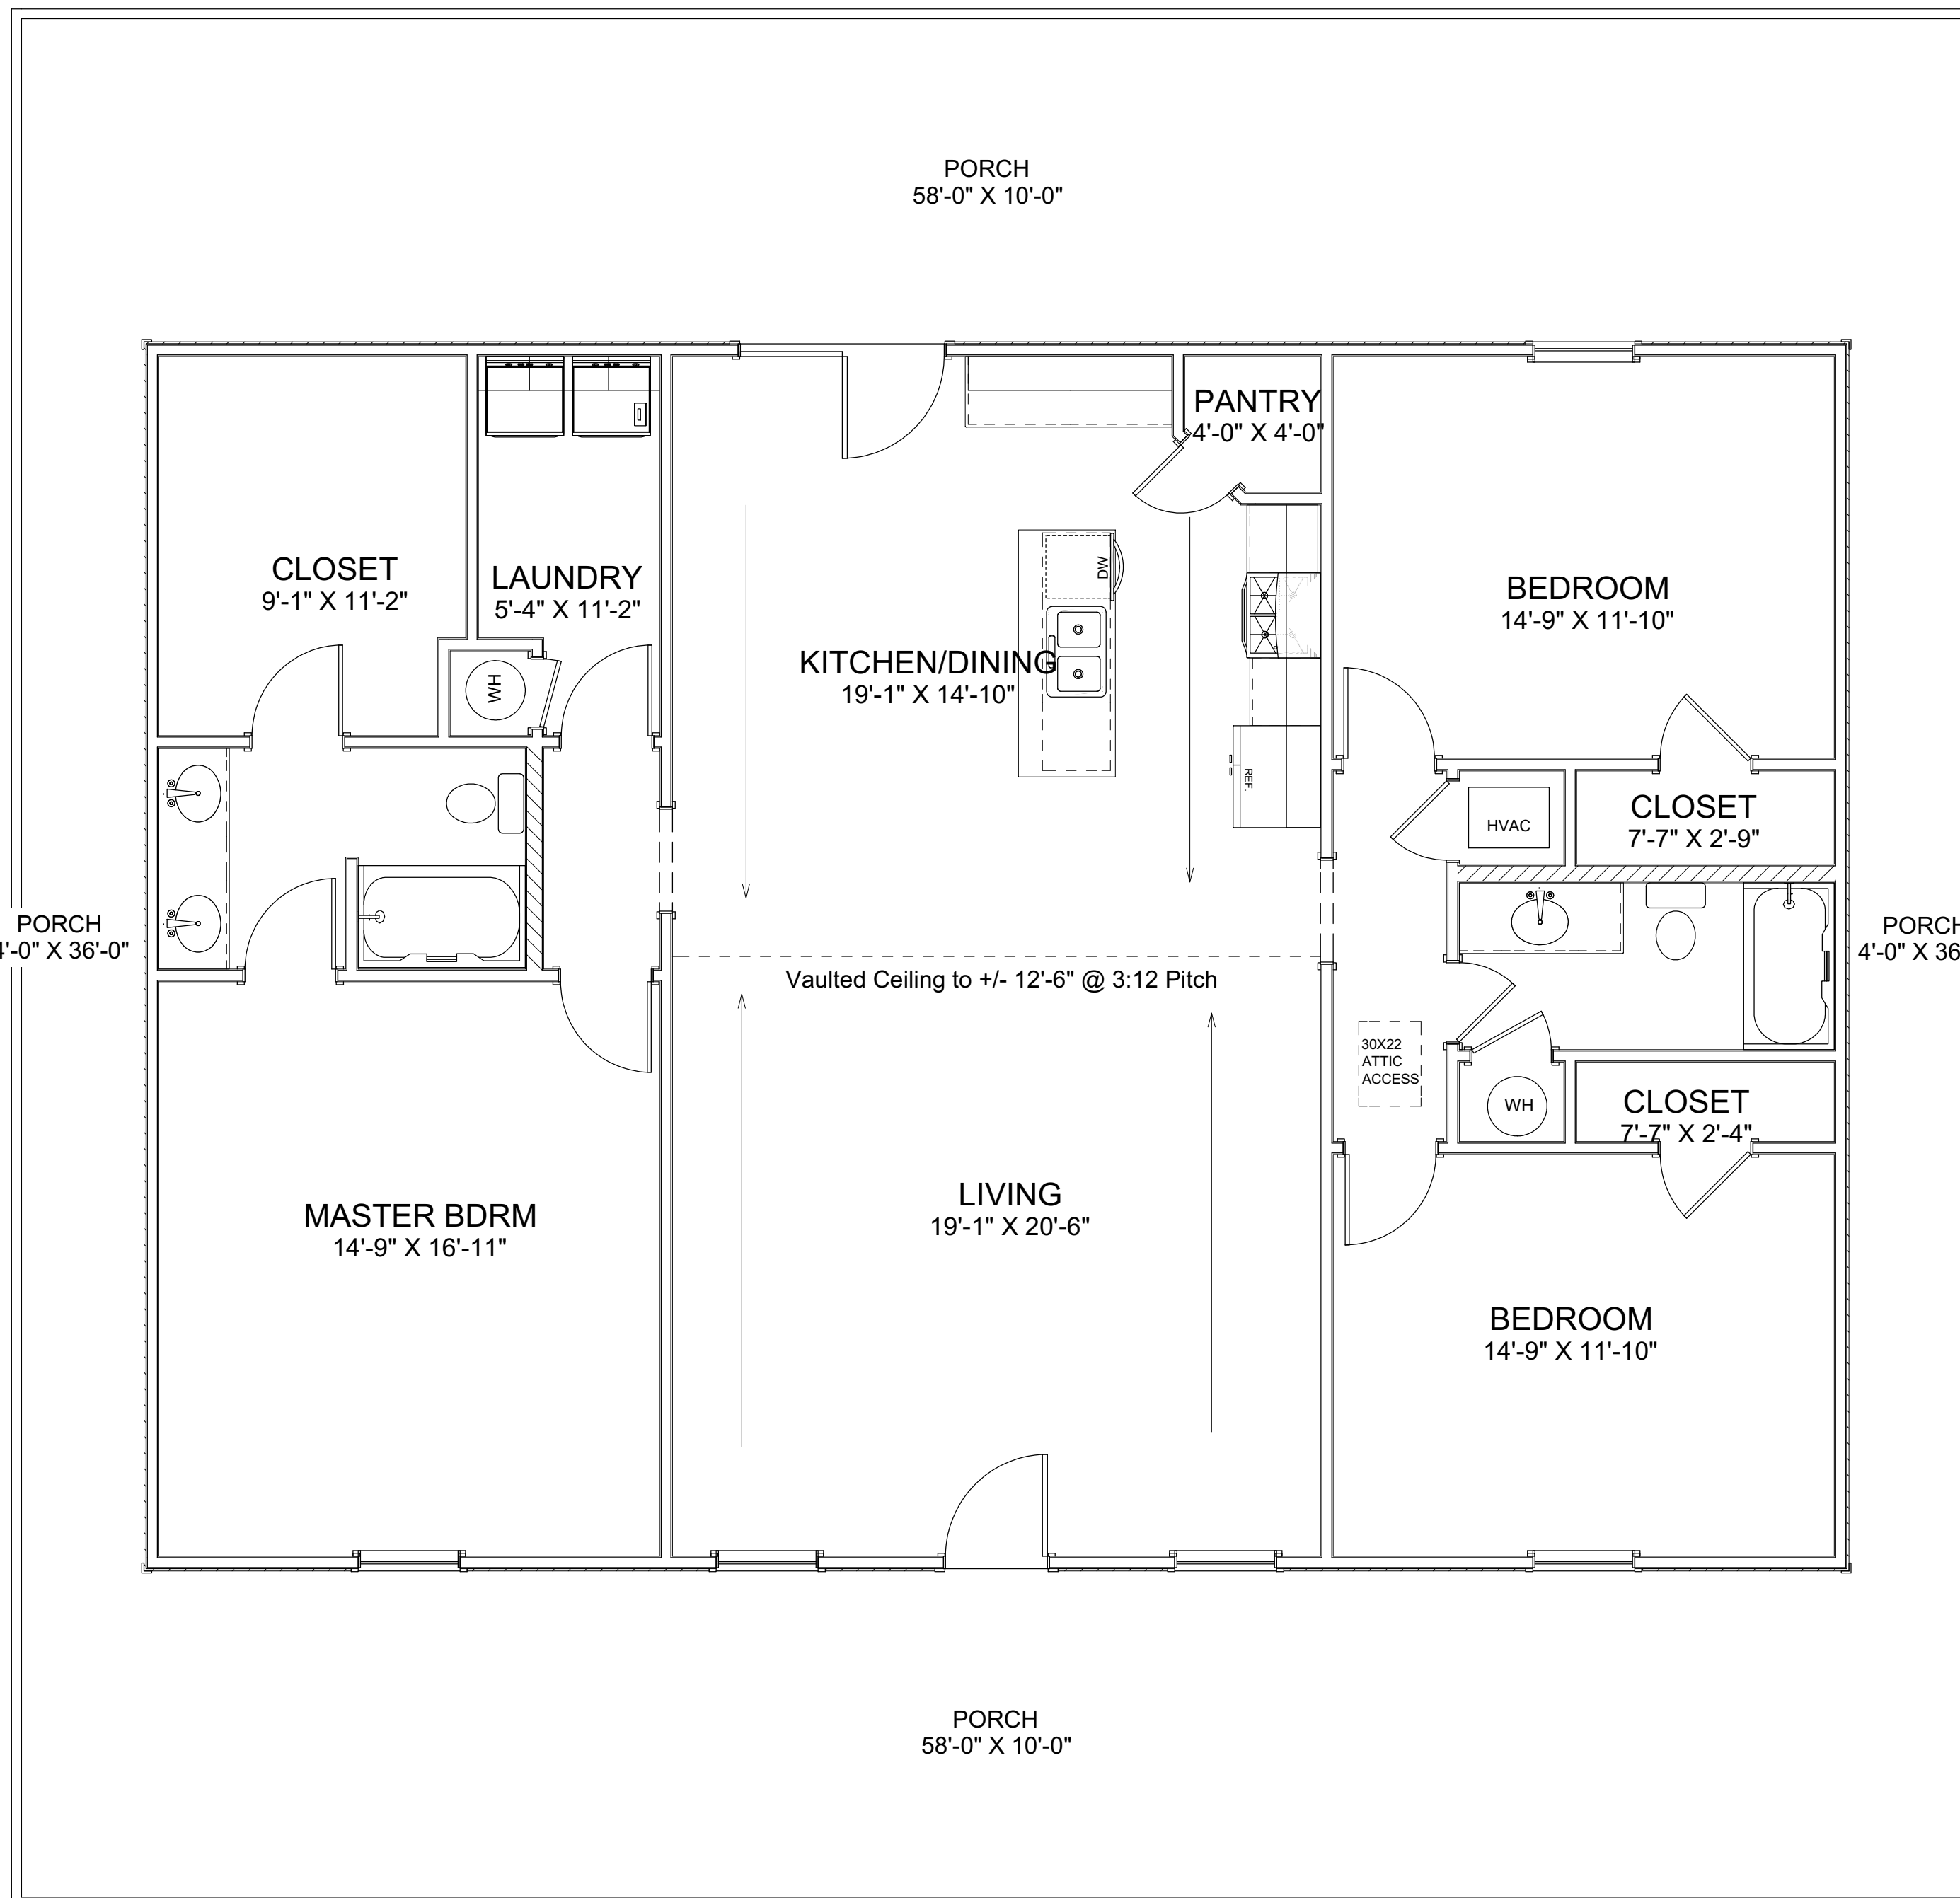 PORCH
58'-0" X 10'-0"
PANTRY
4'-0" X 4'-0"
CLOSET
9'-1" X 11'-2"
LAUNDRY
5'-4" X 11'-2"
DW
BEDROOM
14'-9" X 11'-10"
KITCHEN/DINING
19'-1" X 14'-10"
WH
REF.
HVAC
CLOSET
7'-7" X 2'-9"
PORCH
4'-0" X 36'-0"
PORCH
4'-0" X 36
Vaulted Ceiling to +/- 12'-6" @ 3:12 Pitch
30X22
ATTIC
ACCESS
WH
CLOSET
7'-7" X 2'-4"
MASTER BDRM
14'-9" X 16'-11"
LIVING
19'-1" X 20'-6"
BEDROOM
14'-9" X 11'-10"
PORCH
58'-0" X 10'-0"